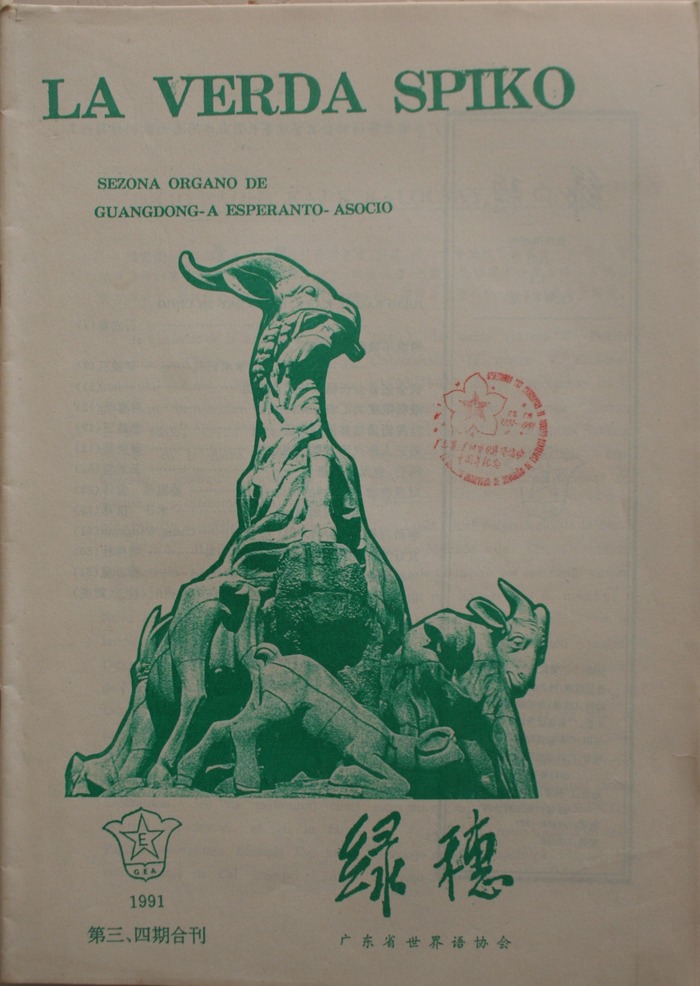 LA VERDA SPIKO
SEZONA ORGANO DE
GUANGDONG-A ESPERANTO-ASOCIO
E
GEA
1991
第三、四期合刊
绿穗
广东省世界语协会